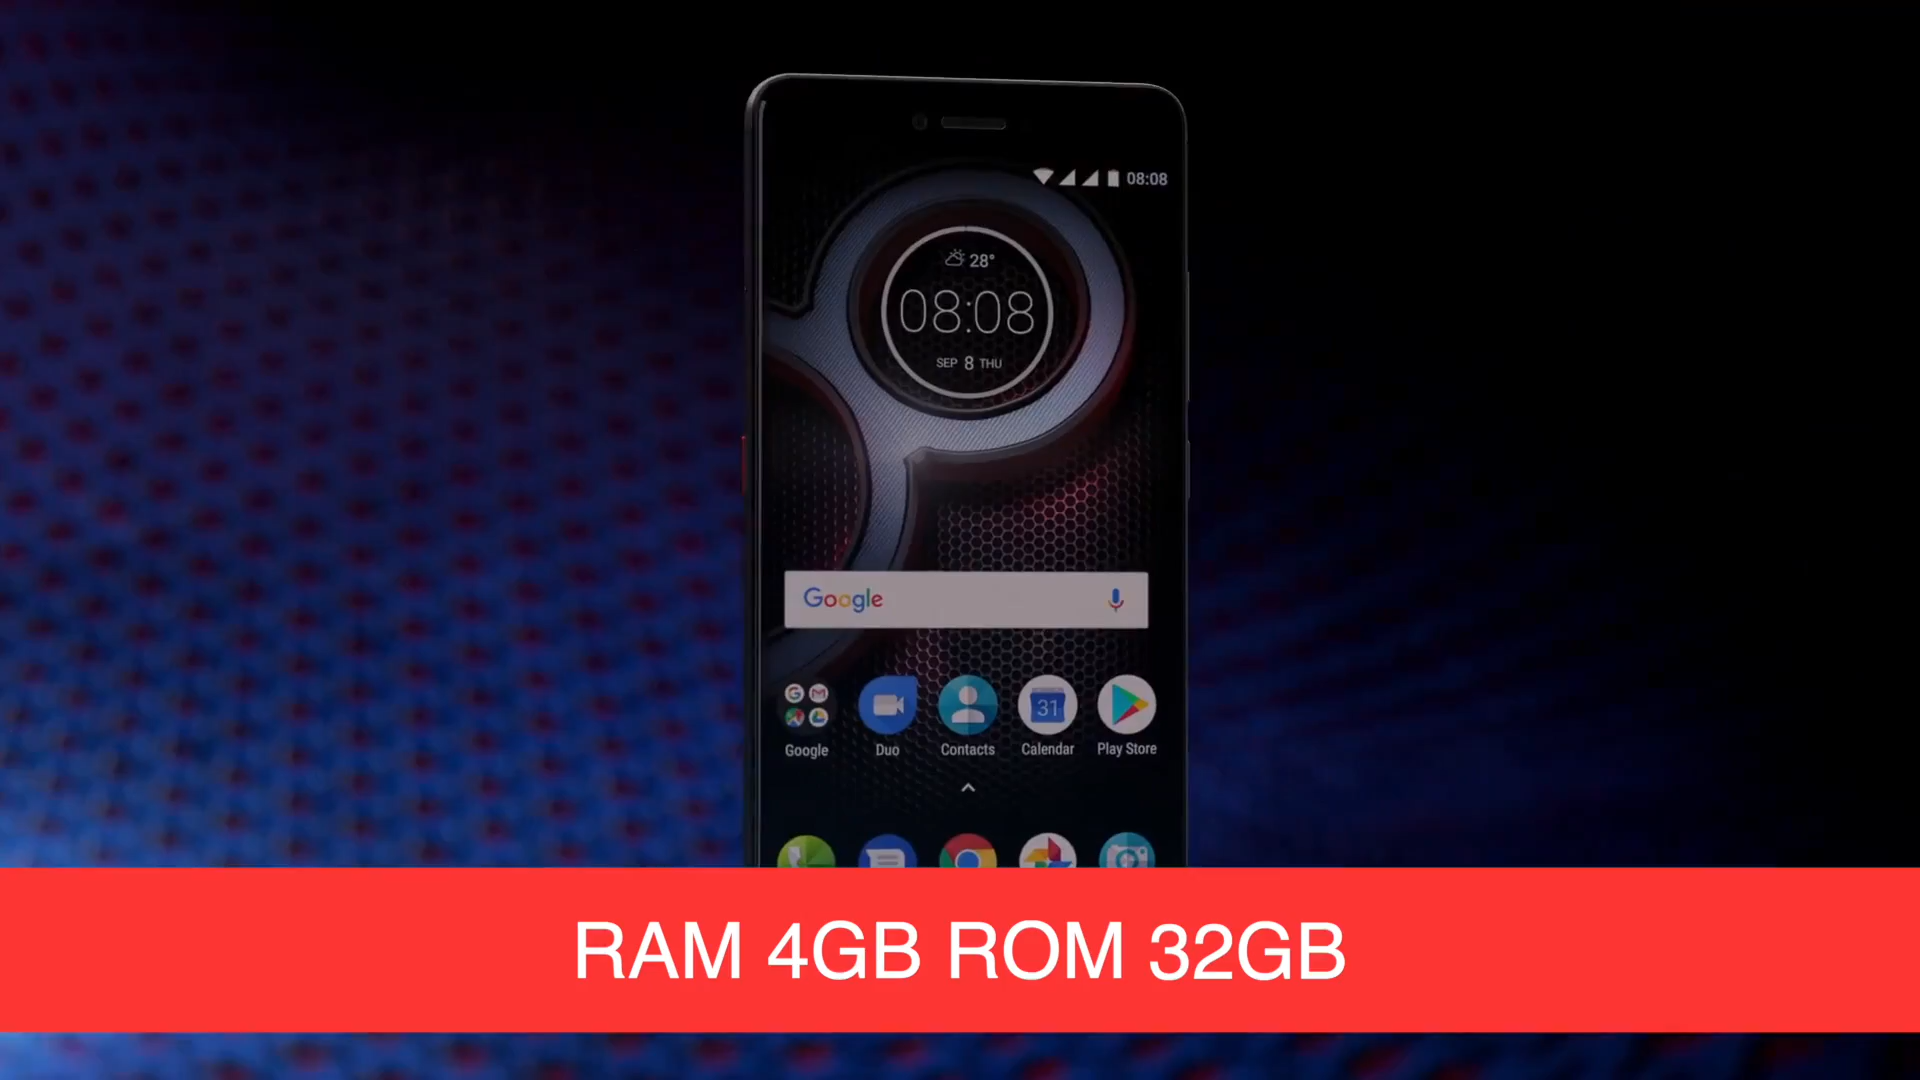 08:08
28°
08:08
SEP 8 THU
Google
31
Google
Duo
Contacts
Calendar
Play Store
RAM 4GB ROM 32GB